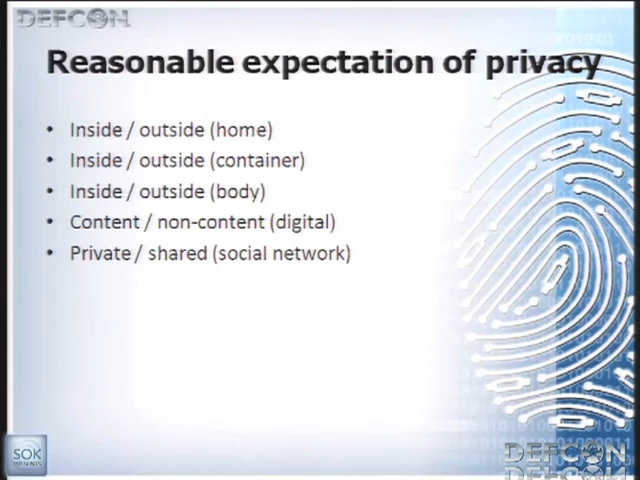 DEFCON
Reasonable expectation of privacy
• Inside / outside (home)
• Inside / outside (container)
• Inside / outside (body)
• Content / non-content (digital)
• Private / shared (social network)
SOK
DEFCON